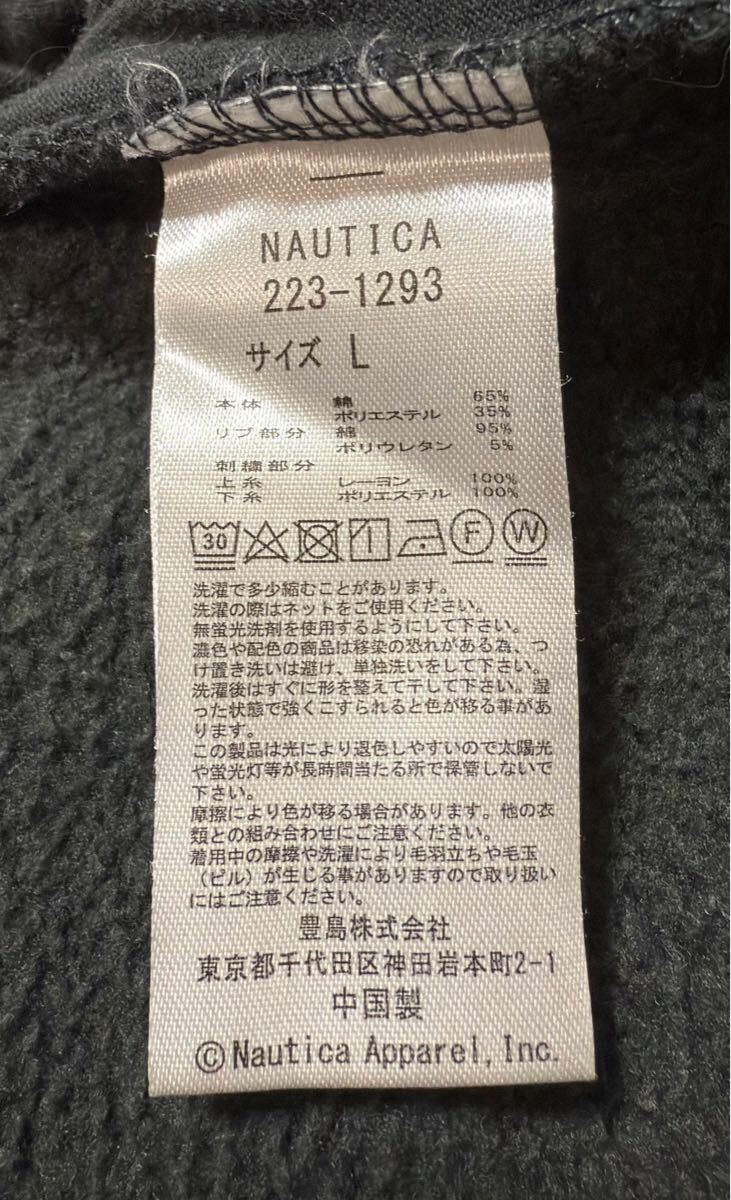 NAUTICA
223-1293
サイズ L
本体 綿 65%
ポリエステル 35%
リブ部分 綿 95%
ポリウレタン 5%
刺繍部分
上糸 レーヨン 100%
下糸 ポリエステル 100%
30 F W
洗濯で多少縮むことがあります。
洗濯の際はネットをご使用ください。
無蛍光洗剤を使用するようにして下さい。
濃色や配色の商品は移染の恐れがある為、つ
け置き洗いは避け、単独洗いをして下さい。
洗濯後はすぐに形を整えて干して下さい。湿
った状態で強くこすられると色が移る事があ
ります。
この製品は光により退色しやすいので太陽光
や蛍光灯等が長時間当たる所で保管しないで
下さい。
摩擦により色が移る場合があります。他の衣
類との組み合わせにご注意ください。
着用中の摩擦や洗濯により毛羽立ちや毛玉
（ピル）が生じる事がありますので取り扱い
にはご注意ください。
豊島株式会社
東京都千代田区神田岩本町2-1
中国製
©Nautica Apparel, Inc.